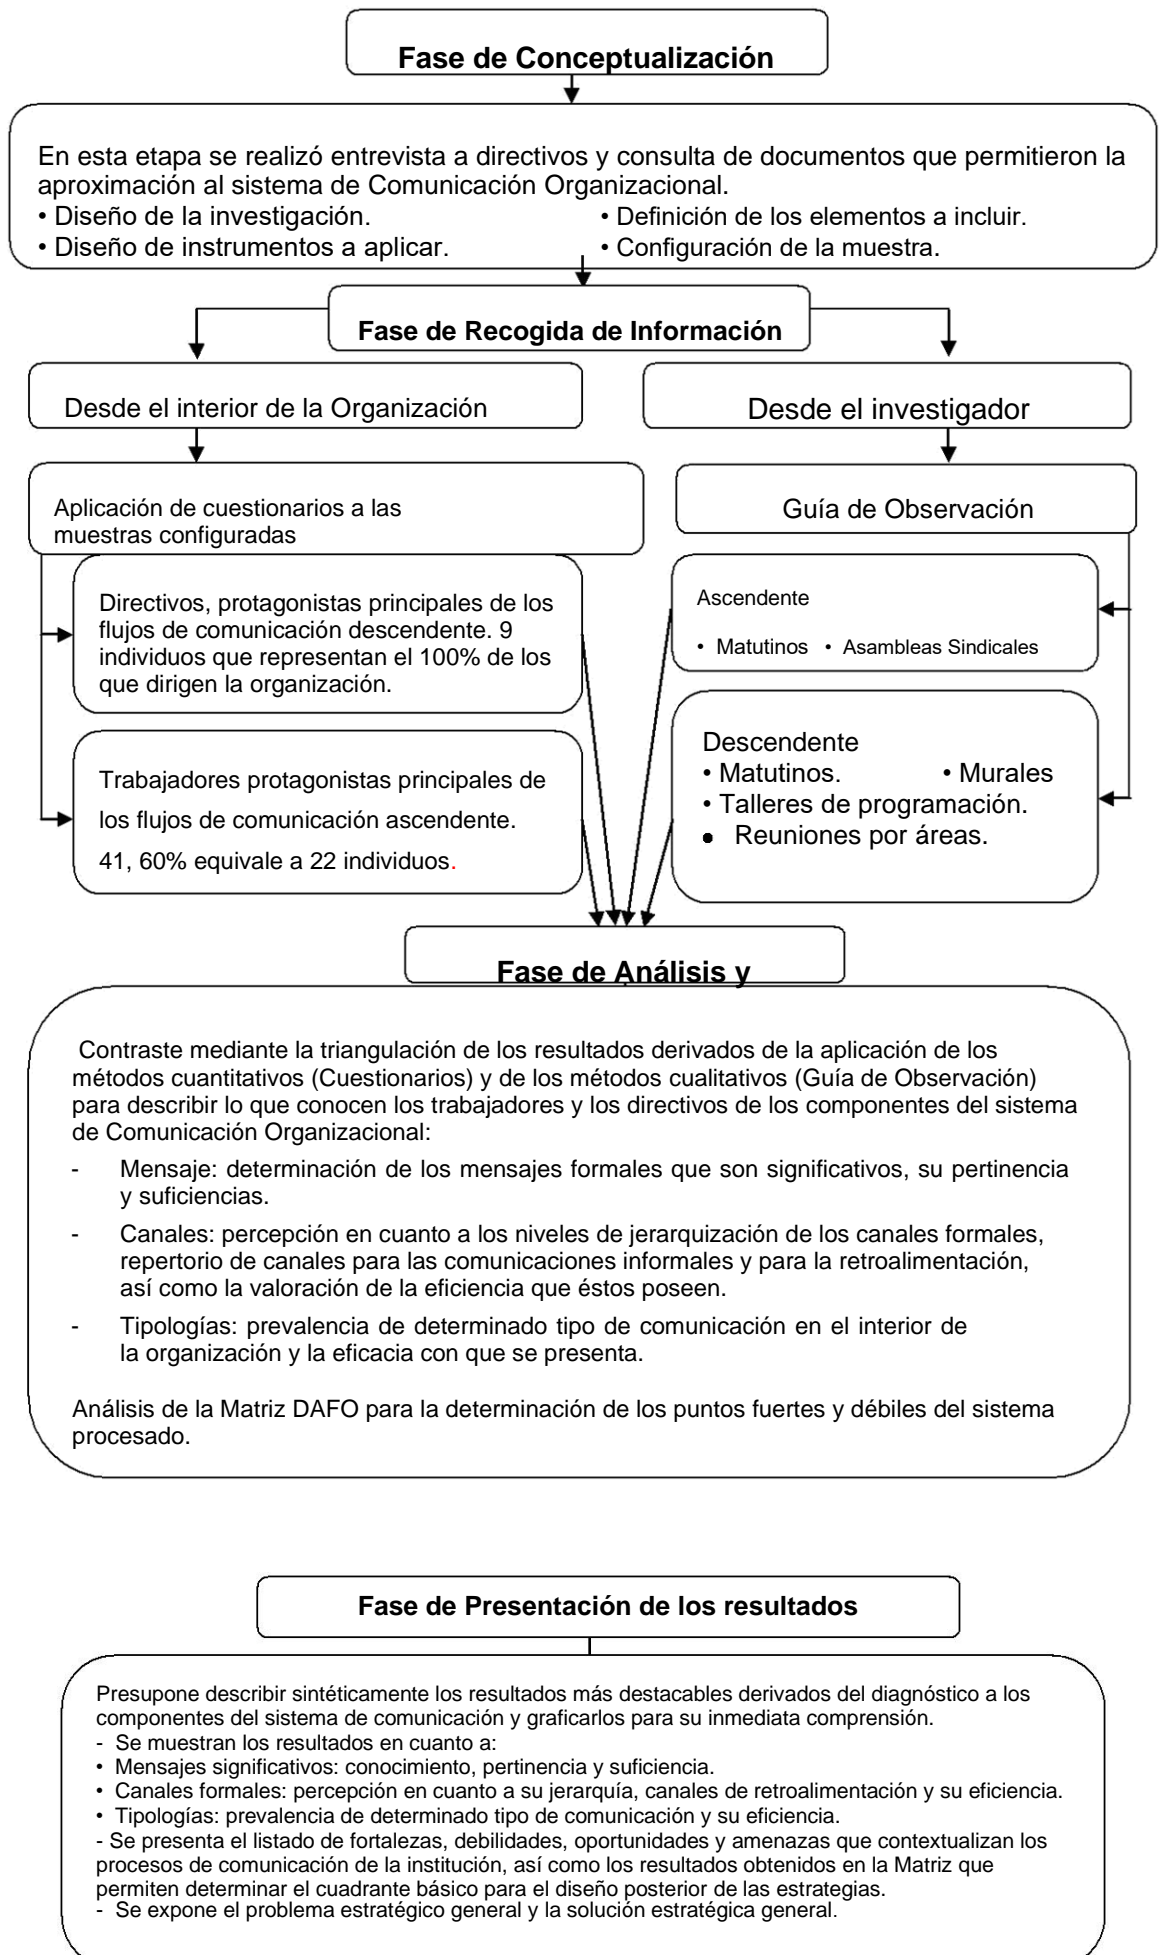 Fase de Conceptualización
En esta etapa se realizó entrevista a directivos y consulta de documentos que permitieron la
aproximación al sistema de Comunicación Organizacional.
• Diseño de la investigación.
• Definición de los elementos a incluir.
• Diseño de instrumentos a aplicar.
• Configuración de la muestra.
Fase de Recogida de Información
Desde el interior de la Organización
Desde el investigador
Aplicación de cuestionarios a las
muestras configuradas
Guía de Observación
Directivos, protagonistas principales de los
flujos de comunicación descendente. 9
individuos que representan el 100% de los
que dirigen la organización.
Ascendente
• Matutinos • Asambleas Sindicales
Trabajadores protagonistas principales de
los flujos de comunicación ascendente.
41, 60% equivale a 22 individuos.
Descendente
• Matutinos. • Murales
• Talleres de programación.
• Reuniones por áreas.
Fase de Análisis y
Contraste mediante la triangulación de los resultados derivados de la aplicación de los
métodos cuantitativos (Cuestionarios) y de los métodos cualitativos (Guía de Observación)
para describir lo que conocen los trabajadores y los directivos de los componentes del sistema
de Comunicación Organizacional:
- Mensaje: determinación de los mensajes formales que son significativos, su pertinencia
y suficiencias.
- Canales: percepción en cuanto a los niveles de jerarquización de los canales formales,
repertorio de canales para las comunicaciones informales y para la retroalimentación,
así como la valoración de la eficiencia que éstos poseen.
- Tipologías: prevalencia de determinado tipo de comunicación en el interior de
la organización y la eficacia con que se presenta.
Análisis de la Matriz DAFO para la determinación de los puntos fuertes y débiles del sistema
procesado.
Fase de Presentación de los resultados
Presupone describir sintéticamente los resultados más destacables derivados del diagnóstico a los
componentes del sistema de comunicación y graficarlos para su inmediata comprensión.
- Se muestran los resultados en cuanto a:
• Mensajes significativos: conocimiento, pertinencia y suficiencia.
• Canales formales: percepción en cuanto a su jerarquía, canales de retroalimentación y su eficiencia.
• Tipologías: prevalencia de determinado tipo de comunicación y su eficiencia.
- Se presenta el listado de fortalezas, debilidades, oportunidades y amenazas que contextualizan los
procesos de comunicación de la institución, así como los resultados obtenidos en la Matriz que
permiten determinar el cuadrante básico para el diseño posterior de las estrategias.
- Se expone el problema estratégico general y la solución estratégica general.